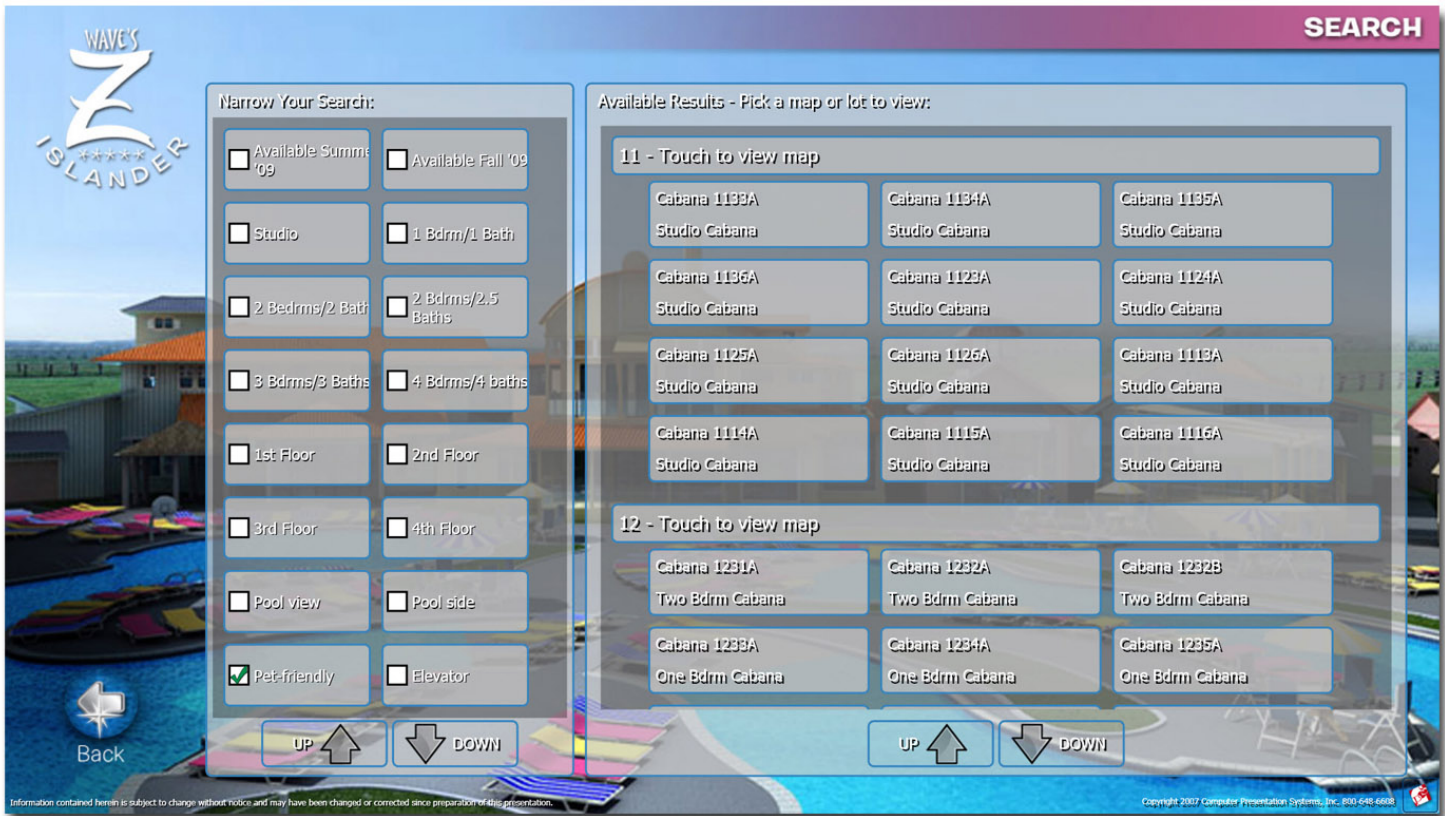 SEARCH
WAVE'S
Z
ISLANDER
Narrow Your Search:
Available Summe
'09
Available Fall '09
Studio
1 Bdrm/1 Bath
2 Bedrms/2 Bath
2 Bdrms/2.5
Baths
3 Bdrms/3 Baths
4 Bdrms/4 baths
1st Floor
2nd Floor
3rd Floor
4th Floor
Pool view
Pool side
Pet-friendly
Elevator
UP
DOWN
Available Results - Pick a map or lot to view:
11 - Touch to view map
Cabana 1133A
Studio Cabana
Cabana 1134A
Studio Cabana
Cabana 1135A
Studio Cabana
Cabana 1136A
Studio Cabana
Cabana 1123A
Studio Cabana
Cabana 1124A
Studio Cabana
Cabana 1125A
Studio Cabana
Cabana 1126A
Studio Cabana
Cabana 1113A
Studio Cabana
Cabana 1114A
Studio Cabana
Cabana 1115A
Studio Cabana
Cabana 1116A
Studio Cabana
12 - Touch to view map
Cabana 1231A
Two Bdrm Cabana
Cabana 1232A
Two Bdrm Cabana
Cabana 1232B
Two Bdrm Cabana
Cabana 1233A
One Bdrm Cabana
Cabana 1234A
One Bdrm Cabana
Cabana 1235A
One Bdrm Cabana
UP
DOWN
Back
Information contained herein is subject to change without notice and may have been changed or corrected since preparation of this presentation.
Copyright 2007 Computer Presentation Systems, Inc. 800-648-6608